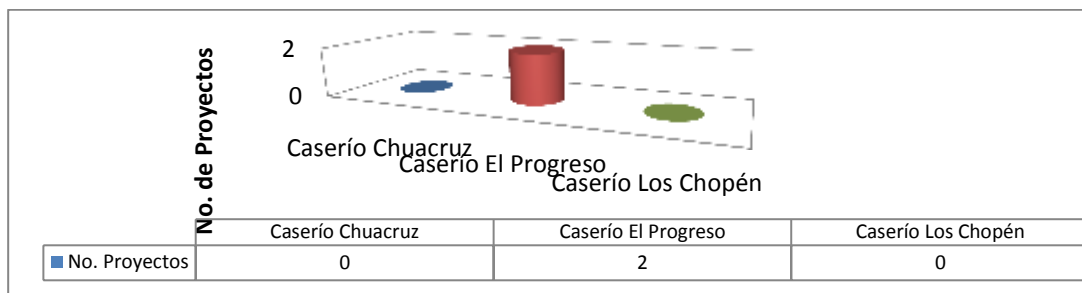 No. de Proyectos
2
0
Caserío Chuacruz
Caserío El Progreso
Caserío Los Chopén
Caserío Chuacruz Caserío El Progreso Caserío Los Chopén
No. Proyectos 0 2 0